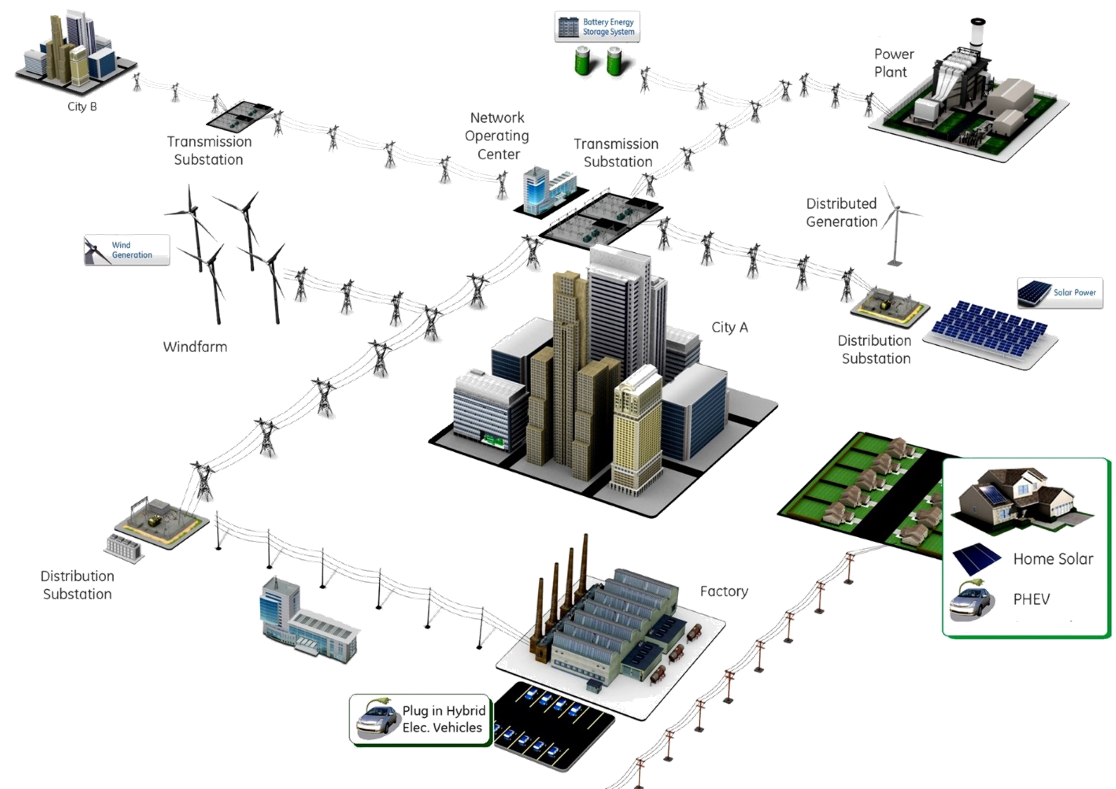 Battery Energy
Storage System
Power
Plant
City B
Network
Operating
Center
Transmission
Substation
Transmission
Substation
Distributed
Generation
Wind
Generation
Solar Power
City A
Windfarm
Distribution
Substation
Home Solar
PHEV
Distribution
Substation
Factory
Plug in Hybrid
Elec. Vehicles